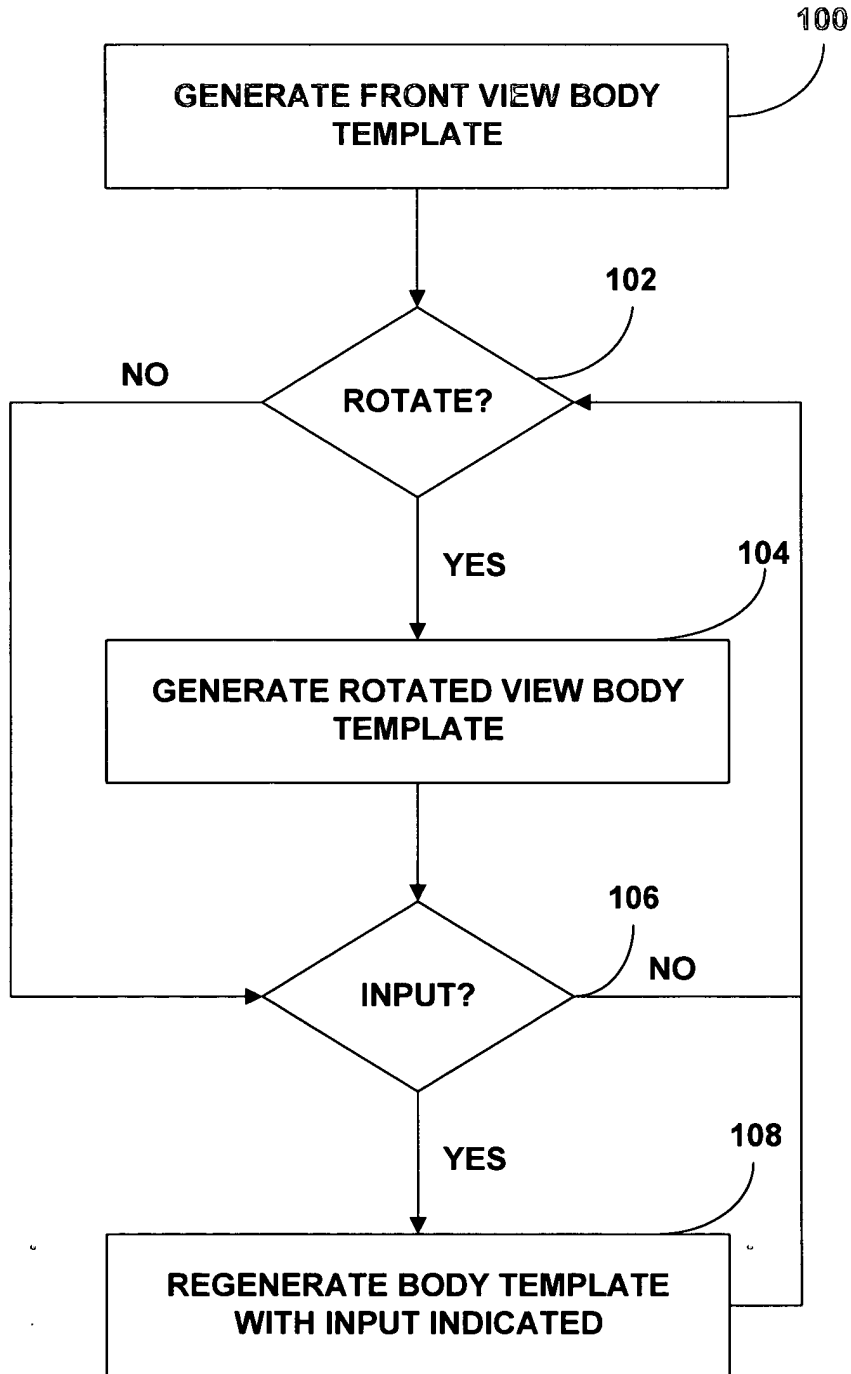 100
GENERATE FRONT VIEW BODY
TEMPLATE
102
NO
ROTATE?
YES
104
GENERATE ROTATED VIEW BODY
TEMPLATE
106
INPUT?
NO
YES
108
REGENERATE BODY TEMPLATE
WITH INPUT INDICATED